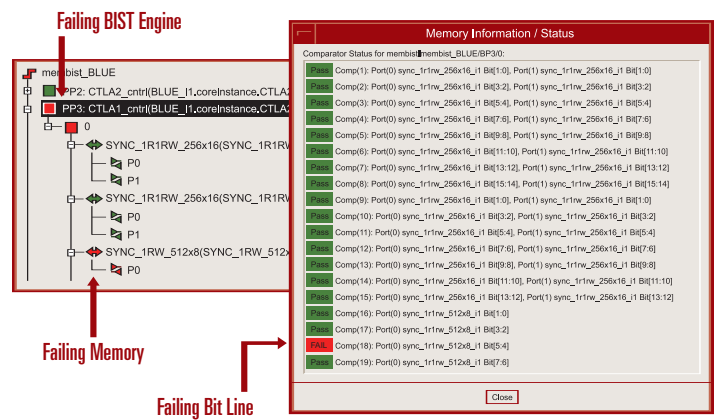 Failing BIST Engine
membist_BLUE
PP2: CTLA2_cntrl(BLUE_I1.coreInstance.CTLA2
PP3: CTLA1_cntrl(BLUE_I1.coreInstance.CTLA2
0
SYNC_1R1RW_256x16(SYNC_1R1RW
P0
P1
SYNC_1R1RW_256x16(SYNC_1R1RW
P0
P1
SYNC_1RW_512x8(SYNC_1RW_512x
P0
Failing Memory
Failing Bit Line
Memory Information / Status
Comparator Status for membist membist_BLUE/BP3/0:
Pass Comp(1): Port(0) sync_1r1rw_256x16_i1 Bit[1:0], Port(1) sync_1r1rw_256x16_i1 Bit[1:0]
Pass Comp(2): Port(0) sync_1r1rw_256x16_i1 Bit[3:2], Port(1) sync_1r1rw_256x16_i1 Bit[3:2]
Pass Comp(3): Port(0) sync_1r1rw_256x16_i1 Bit[5:4], Port(1) sync_1r1rw_256x16_i1 Bit[5:4]
Pass Comp(4): Port(0) sync_1r1rw_256x16_i1 Bit[7:6], Port(1) sync_1r1rw_256x16_i1 Bit[7:6]
Pass Comp(5): Port(0) sync_1r1rw_256x16_i1 Bit[9:8], Port(1) sync_1r1rw_256x16_i1 Bit[9:8]
Pass Comp(6): Port(0) sync_1r1rw_256x16_i1 Bit[11:10], Port(1) sync_1r1rw_256x16_i1 Bit[11:10]
Pass Comp(7): Port(0) sync_1r1rw_256x16_i1 Bit[13:12], Port(1) sync_1r1rw_256x16_i1 Bit[13:12]
Pass Comp(8): Port(0) sync_1r1rw_256x16_i1 Bit[15:14], Port(1) sync_1r1rw_256x16_i1 Bit[15:14]
Pass Comp(9): Port(0) sync_1r1rw_256x16_i1 Bit[1:0], Port(1) sync_1r1rw_256x16_i1 Bit[1:0]
Pass Comp(10): Port(0) sync_1r1rw_256x16_i1 Bit[3:2], Port(1) sync_1r1rw_256x16_i1 Bit[3:2]
Pass Comp(11): Port(0) sync_1r1rw_256x16_i1 Bit[5:4], Port(1) sync_1r1rw_256x16_i1 Bit[5:4]
Pass Comp(12): Port(0) sync_1r1rw_256x16_i1 Bit[7:6], Port(1) sync_1r1rw_256x16_i1 Bit[7:6]
Pass Comp(13): Port(0) sync_1r1rw_256x16_i1 Bit[9:8], Port(1) sync_1r1rw_256x16_i1 Bit[9:8]
Pass Comp(14): Port(0) sync_1r1rw_256x16_i1 Bit[11:10], Port(1) sync_1r1rw_256x16_i1 Bit[11:10]
Pass Comp(15): Port(0) sync_1r1rw_256x16_i1 Bit[13:12], Port(1) sync_1r1rw_256x16_i1 Bit[13:12]
Pass Comp(16): Port(0) sync_1r1rw_512x8_i1 Bit[1:0]
Pass Comp(17): Port(0) sync_1r1rw_512x8_i1 Bit[3:2]
FAIL Comp(18): Port(0) sync_1r1rw_512x8_i1 Bit[5:4]
Pass Comp(19): Port(0) sync_1r1rw_512x8_i1 Bit[7:6]
Close